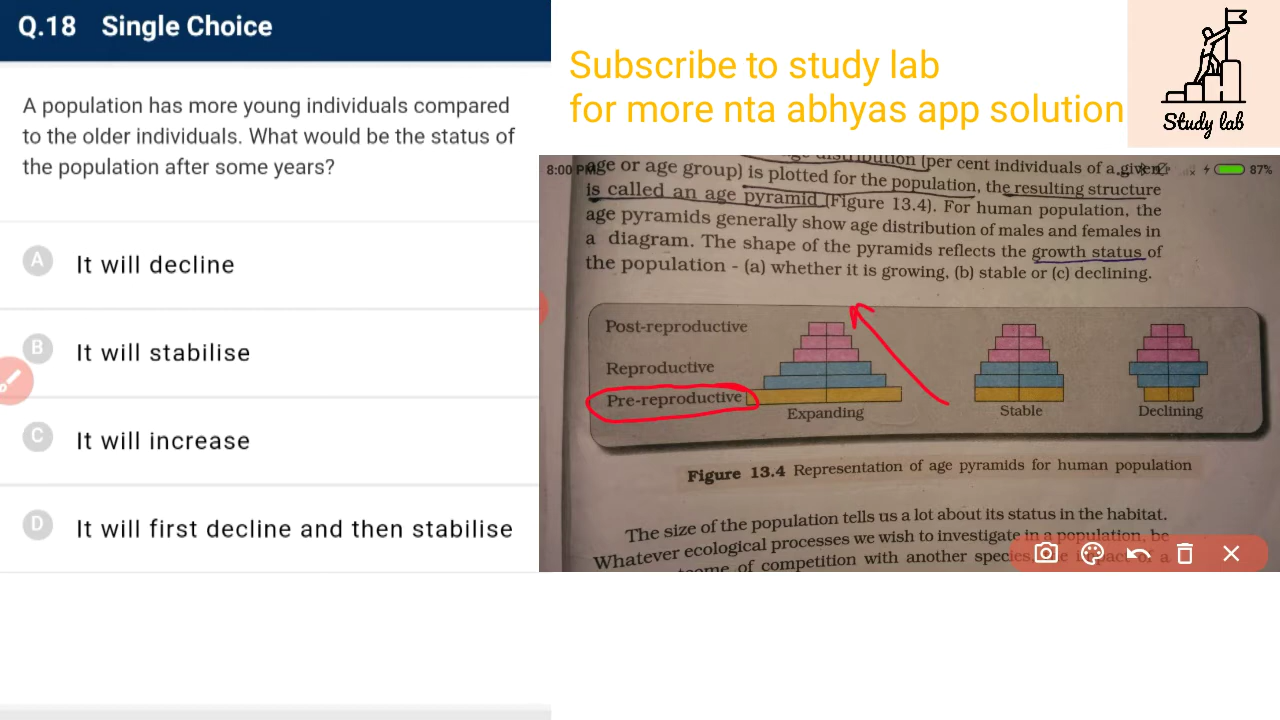 Q.18 Single Choice
A population has more young individuals compared
to the older individuals. What would be the status of
the population after some years?
A It will decline
B It will stabilise
C It will increase
D It will first decline and then stabilise
Subscribe to study lab
for more nta abhyas app solution
Study lab
8:00 PM
87%
distribution (per cent individuals of a given
age or age group) is plotted for the population, the resulting structure
is called an age pyramid (Figure 13.4). For human population, the
age pyramids generally show age distribution of males and females in
a diagram. The shape of the pyramids reflects the growth status of
the population - (a) whether it is growing, (b) stable or (c) declining.
Post-reproductive
Reproductive
Pre-reproductive
Expanding
Stable
Declining
Figure 13.4 Representation of age pyramids for human population
The size of the population tells us a lot about its status in the habitat.
Whatever ecological processes we wish to investigate in a population, be
of competition with another species,